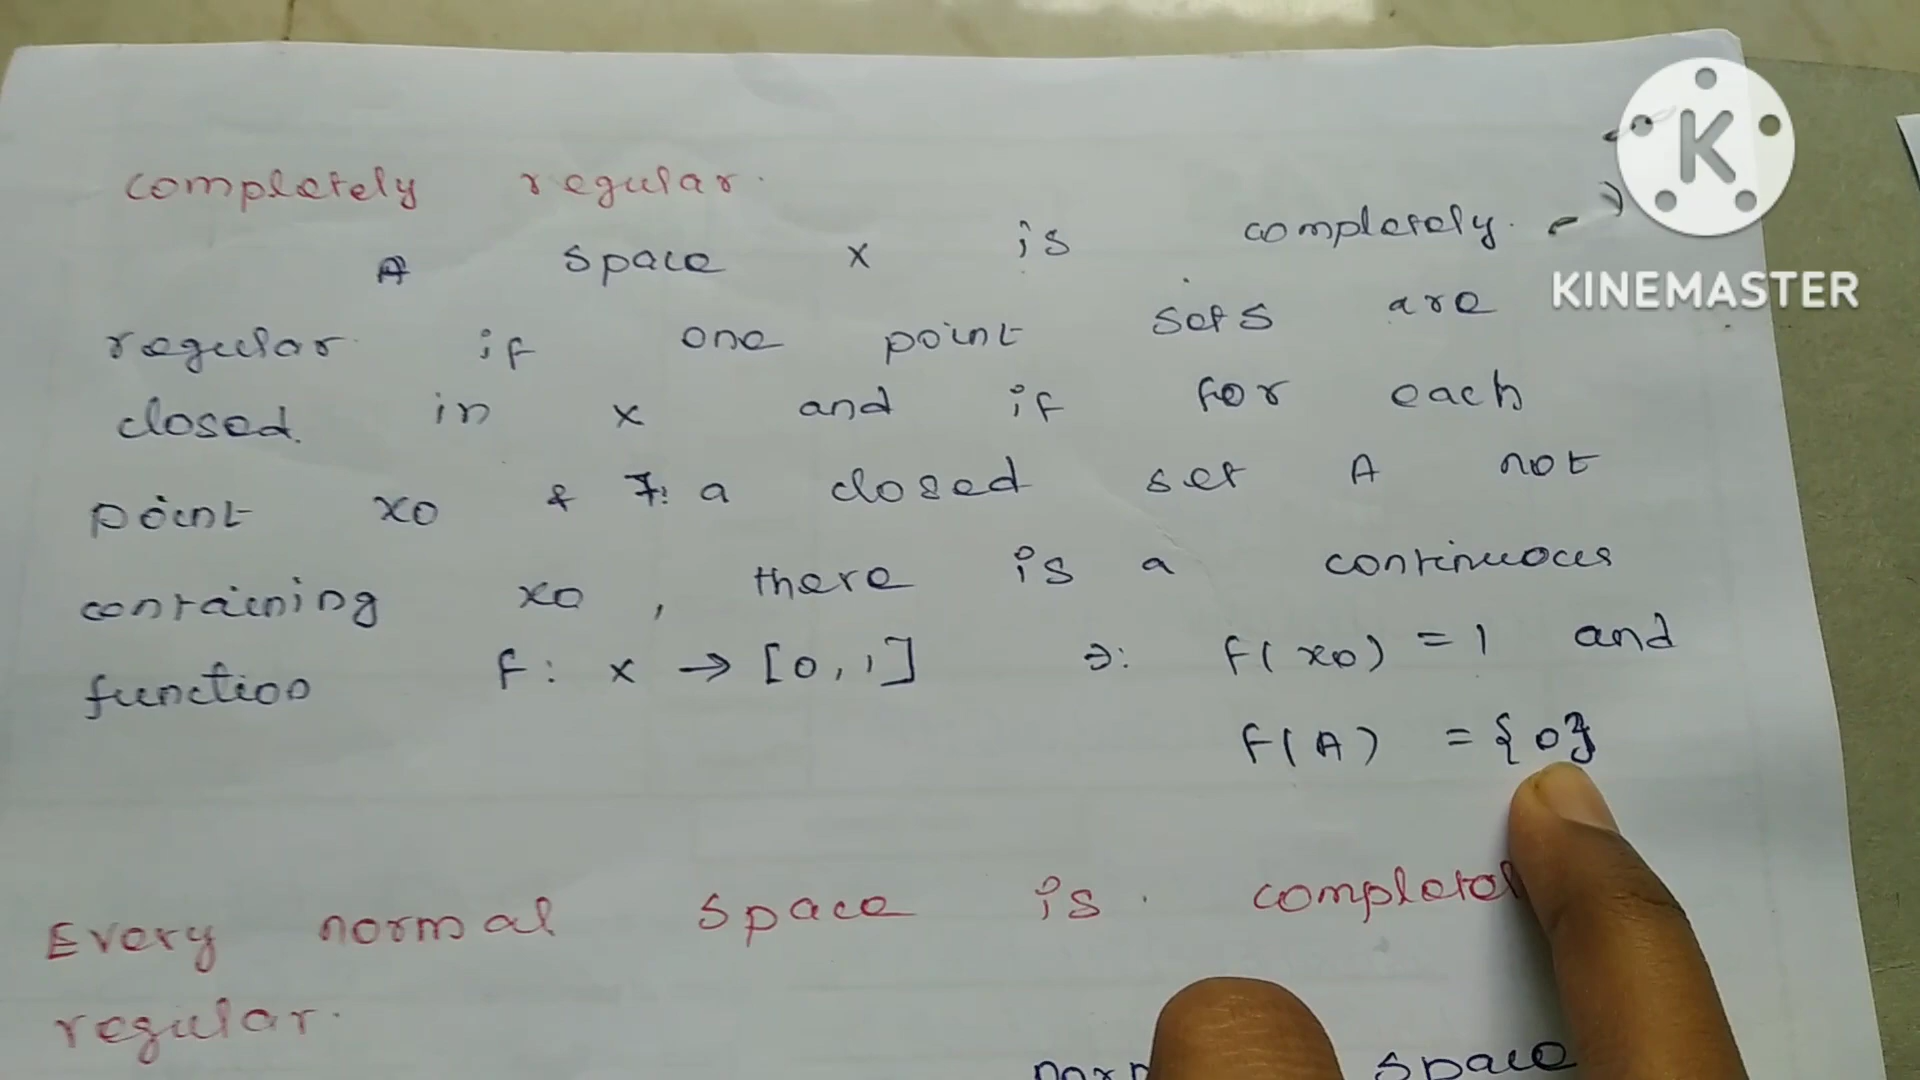 completely regular.
A space x is completely.
regular if one point sets are
closed in x and if for each
point x0 & a closed set A not
containing x0, there is a continuous
function F: x → [0,1] ∋: F(x0) = 1 and
F(A) = {0}
Every normal space is completel
regular.
space
K
KINEMASTER